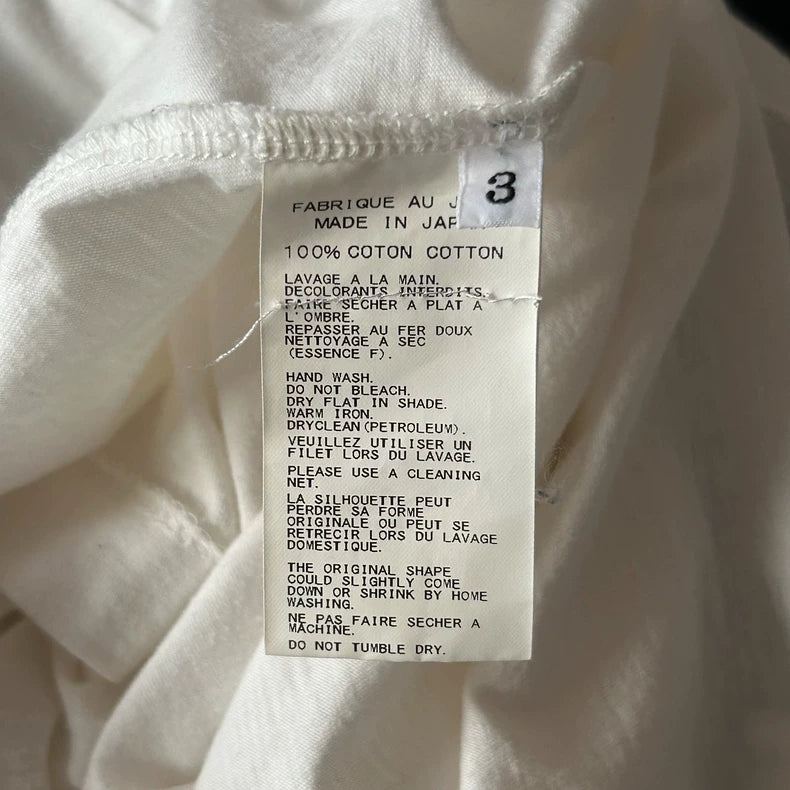 3
FABRIQUE AU
MADE IN
100% COTON COTTON
LAVAGE A LA MAIN.
DECOLORANTS INTERDITS.
FAIRE SECHER A PLAT A
L'OMBRE.
REPASSER AU FER DOUX
NETTOYAGE A SEC
(ESSENCE F).
HAND WASH.
DO NOT BLEACH.
DRY FLAT IN SHADE.
WARM IRON.
DRYCLEAN(PETROLEUM).
VEUILLEZ UTILISER UN
FILET LORS DU LAVAGE.
PLEASE USE A CLEANING
NET.
LA SILHOUETTE PEUT
PERDRE SA FORME
ORIGINALE OU PEUT SE
RETRECIR LORS DU LAVAGE
DOMESTIQUE.
THE ORIGINAL SHAPE
COULD SLIGHTLY COME
DOWN OR SHRINK BY HOME
WASHING.
NE PAS FAIRE SECHER A
MACHINE.
DO NOT TUMBLE DRY.